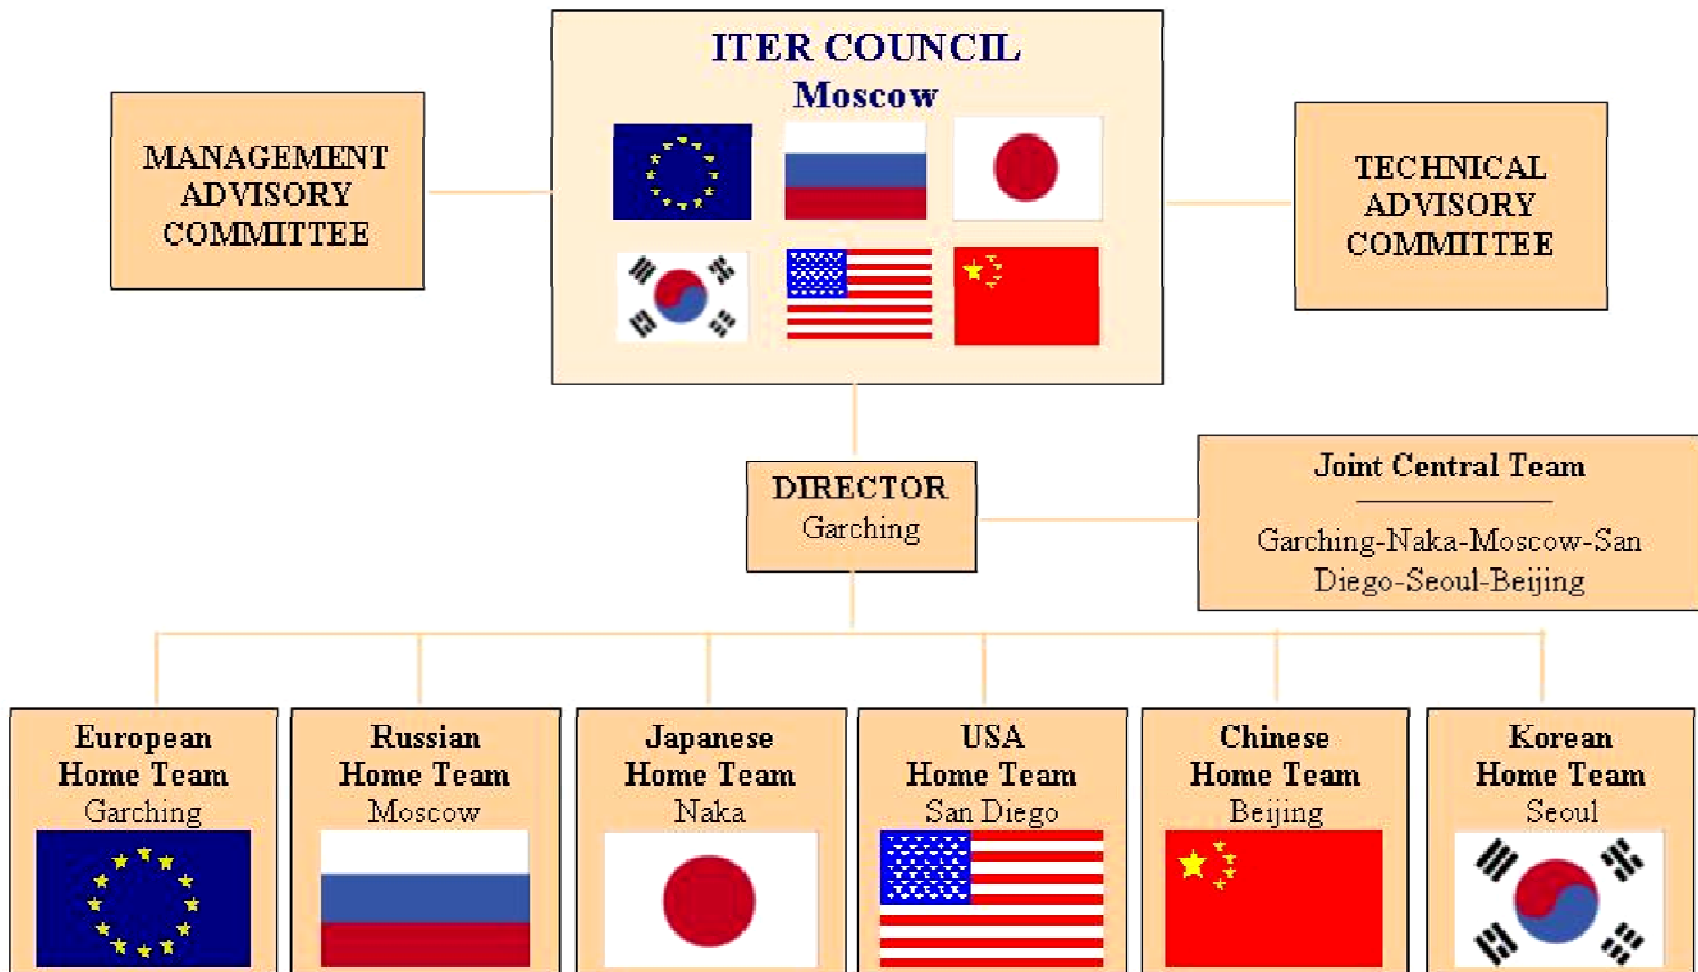 ITER COUNCIL
Moscow
MANAGEMENT
ADVISORY
COMMITTEE
TECHNICAL
ADVISORY
COMMITTEE
DIRECTOR
Garching
Joint Central Team
Garching-Naka-Moscow-San
Diego-Seoul-Beijing
European
Home Team
Garching
Russian
Home Team
Moscow
Japanese
Home Team
Naka
USA
Home Team
San Diego
Chinese
Home Team
Beijing
Korean
Home Team
Seoul